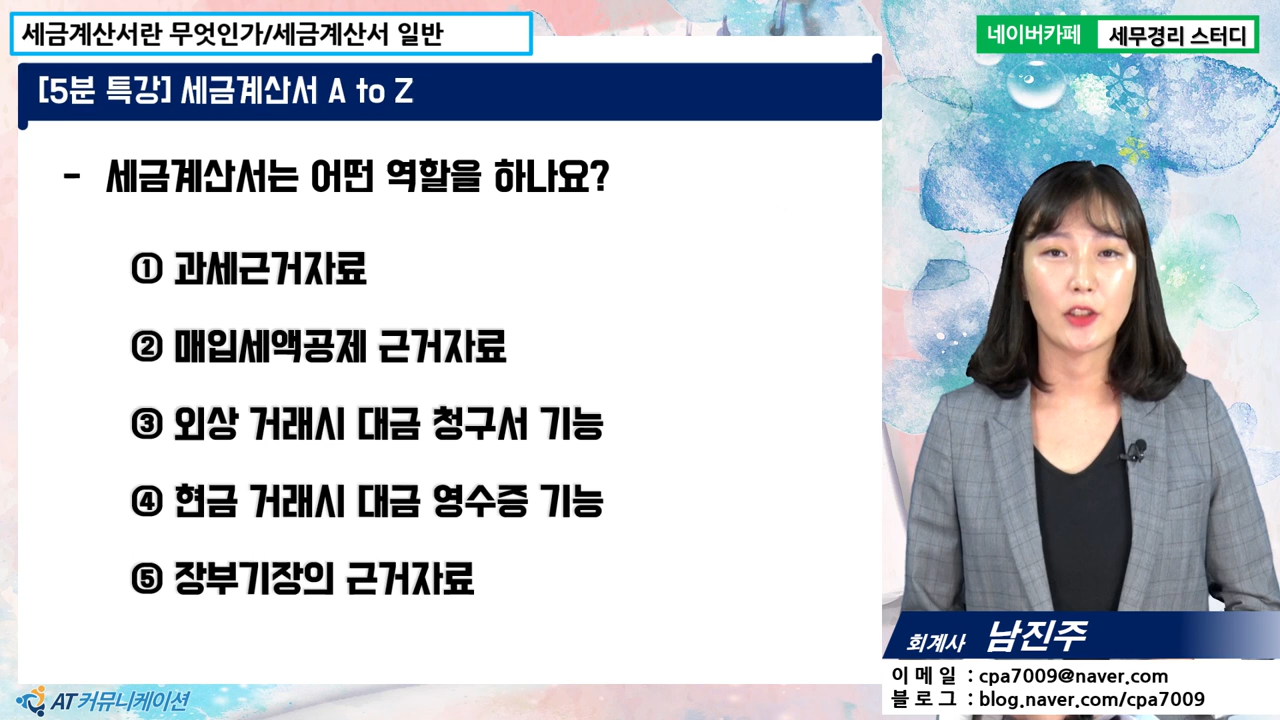 세금계산서란 무엇인가/세금계산서 일반
네이버카페 세무경리 스터디
[5분 특강] 세금계산서 A to Z
- 세금계산서는 어떤 역할을 하나요?
① 과세근거자료
② 매입세액공제 근거자료
③ 외상 거래시 대금 청구서 기능
④ 현금 거래시 대금 영수증 기능
⑤ 장부기장의 근거자료
회계사 남진주
이 메 일 : cpa7009@naver.com
블 로 그 : blog.naver.com/cpa7009
AT커뮤니케이션